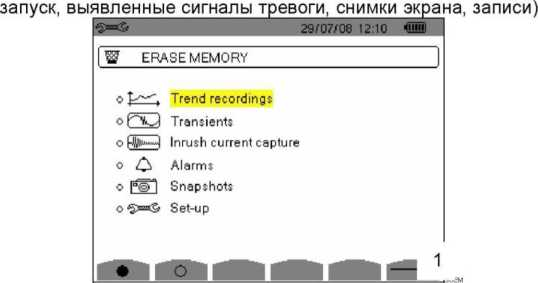 запуск, выявленные сигналы тревоги, снимки экрана, записи)
29/07/08 12:10
ERASE MEMORY
Trend recordings
Transients
Inrush current capture
Alarms
Snapshots
Set-up
1